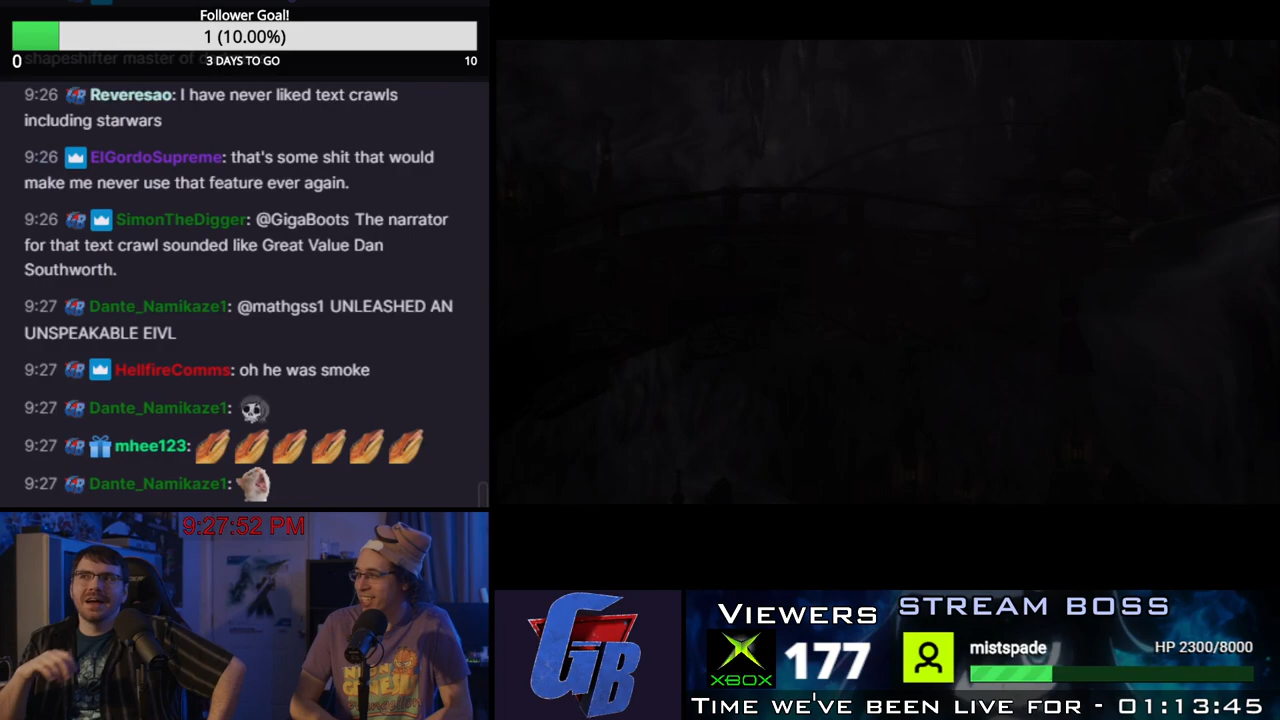 Follower Goal!
1 (10.00%)
0
3 DAYS TO GO
10
shapeshifter master of
9:26 Reveresao: I have never liked text crawls
including starwars
9:26 ElGordoSupreme: that's some shit that would
make me never use that feature ever again.
9:26 SimonTheDigger: @GigaBoots The narrator
for that text crawl sounded like Great Value Dan
Southworth.
9:27 Dante_Namikaze1: @mathgss1 UNLEASHED AN
UNSPEAKABLE EIVL
9:27 HellfireComms: oh he was smoke
9:27 Dante_Namikaze1:
9:27 mhee123:
9:27 Dante_Namikaze1:
9:27:52 PM
GB
VIEWERS
XBOX
177
STREAM BOSS
mistspade
HP 2300/8000
TIME WE'VE BEEN LIVE FOR - 01:13:45